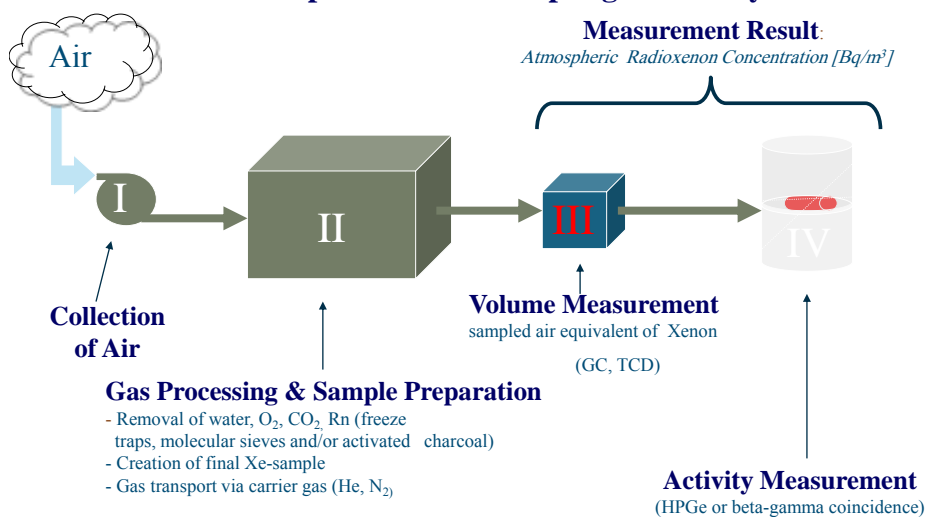 Measurement Result:
Atmospheric Radioxenon Concentration [Bq/m³]
Air
I
II
III
IV
Collection
of Air
Volume Measurement
sampled air equivalent of Xenon
(GC, TCD)
Gas Processing & Sample Preparation
- Removal of water, O₂, CO₂, Rn (freeze
traps, molecular sieves and/or activated charcoal)
- Creation of final Xe-sample
- Gas transport via carrier gas (He, N₂)
Activity Measurement
(HPGe or beta-gamma coincidence)